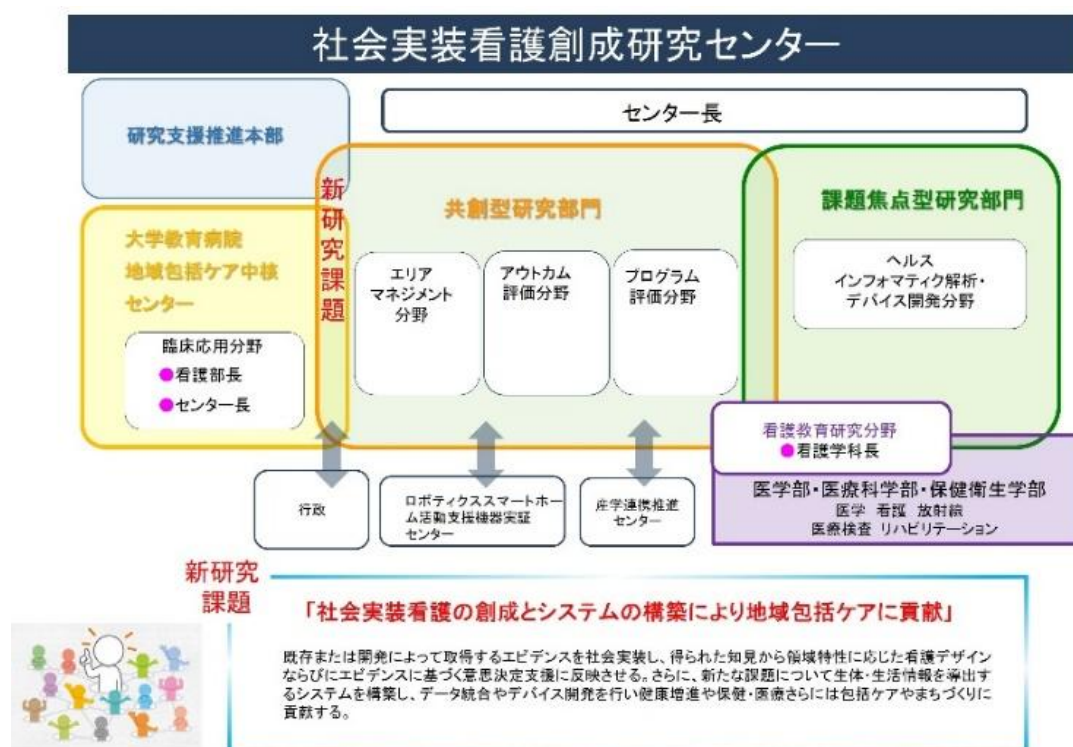 社会実装看護創成研究センター
センター長
研究支援推進本部
新研究課題
共創型研究部門
課題焦点型研究部門
大学教育病院
地域包括ケア中核
センター
エリア
マネジメント
分野
アウトカム
評価分野
プログラム
評価分野
ヘルス
インフォマティク解析・
デバイス開発分野
臨床応用分野
●看護部長
●センター長
看護教育研究分野
●看護学科長
行政
ロボティクススマートホー
ム活動支援機器実証
センター
産学連携推進
センター
医学部・医療科学部・保健衛生学部
医学 看護 放射線
医療検査 リハビリテーション
新研究
課題
「社会実装看護の創成とシステムの構築により地域包括ケアに貢献」
既存または開発によって取得するエビデンスを社会実装し、得られた知見から領域特性に応じた看護デザイン
ならびにエビデンスに基づく意思決定支援に反映させる。さらに、新たな課題について生体・生活情報を導出す
るシステムを構築し、データ統合やデバイス開発を行い健康増進や保健・医療さらには包括ケアやまちづくりに
貢献する。